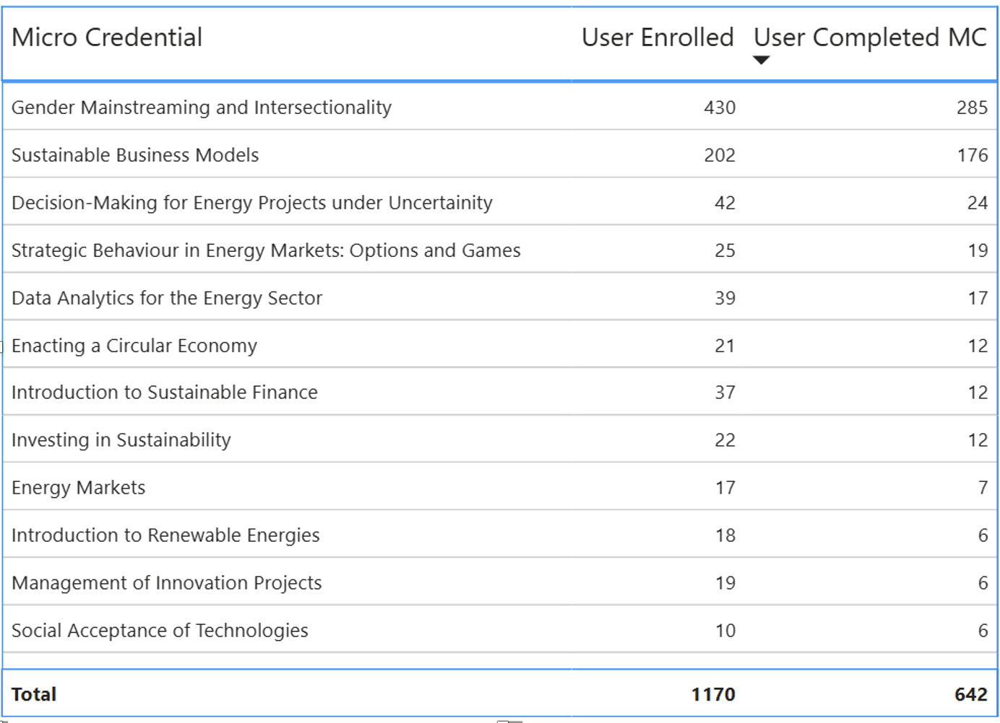 Micro Credential User Enrolled User Completed MC
Gender Mainstreaming and Intersectionality 430 285
Sustainable Business Models 202 176
Decision-Making for Energy Projects under Uncertainity 42 24
Strategic Behaviour in Energy Markets: Options and Games 25 19
Data Analytics for the Energy Sector 39 17
Enacting a Circular Economy 21 12
Introduction to Sustainable Finance 37 12
Investing in Sustainability 22 12
Energy Markets 17 7
Introduction to Renewable Energies 18 6
Management of Innovation Projects 19 6
Social Acceptance of Technologies 10 6
Total 1170 642